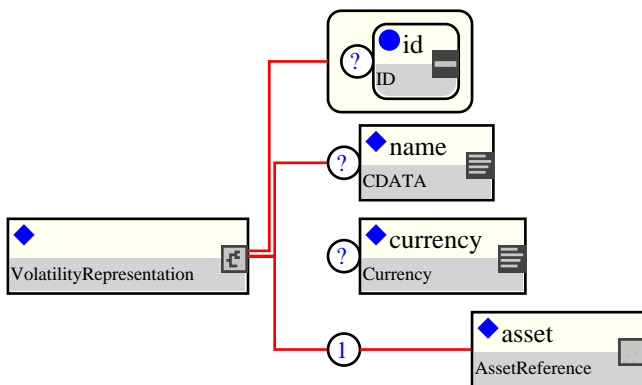 ? id
ID
? name
CDATA
VolatilityRepresentation
? currency
Currency
1 asset
AssetReference